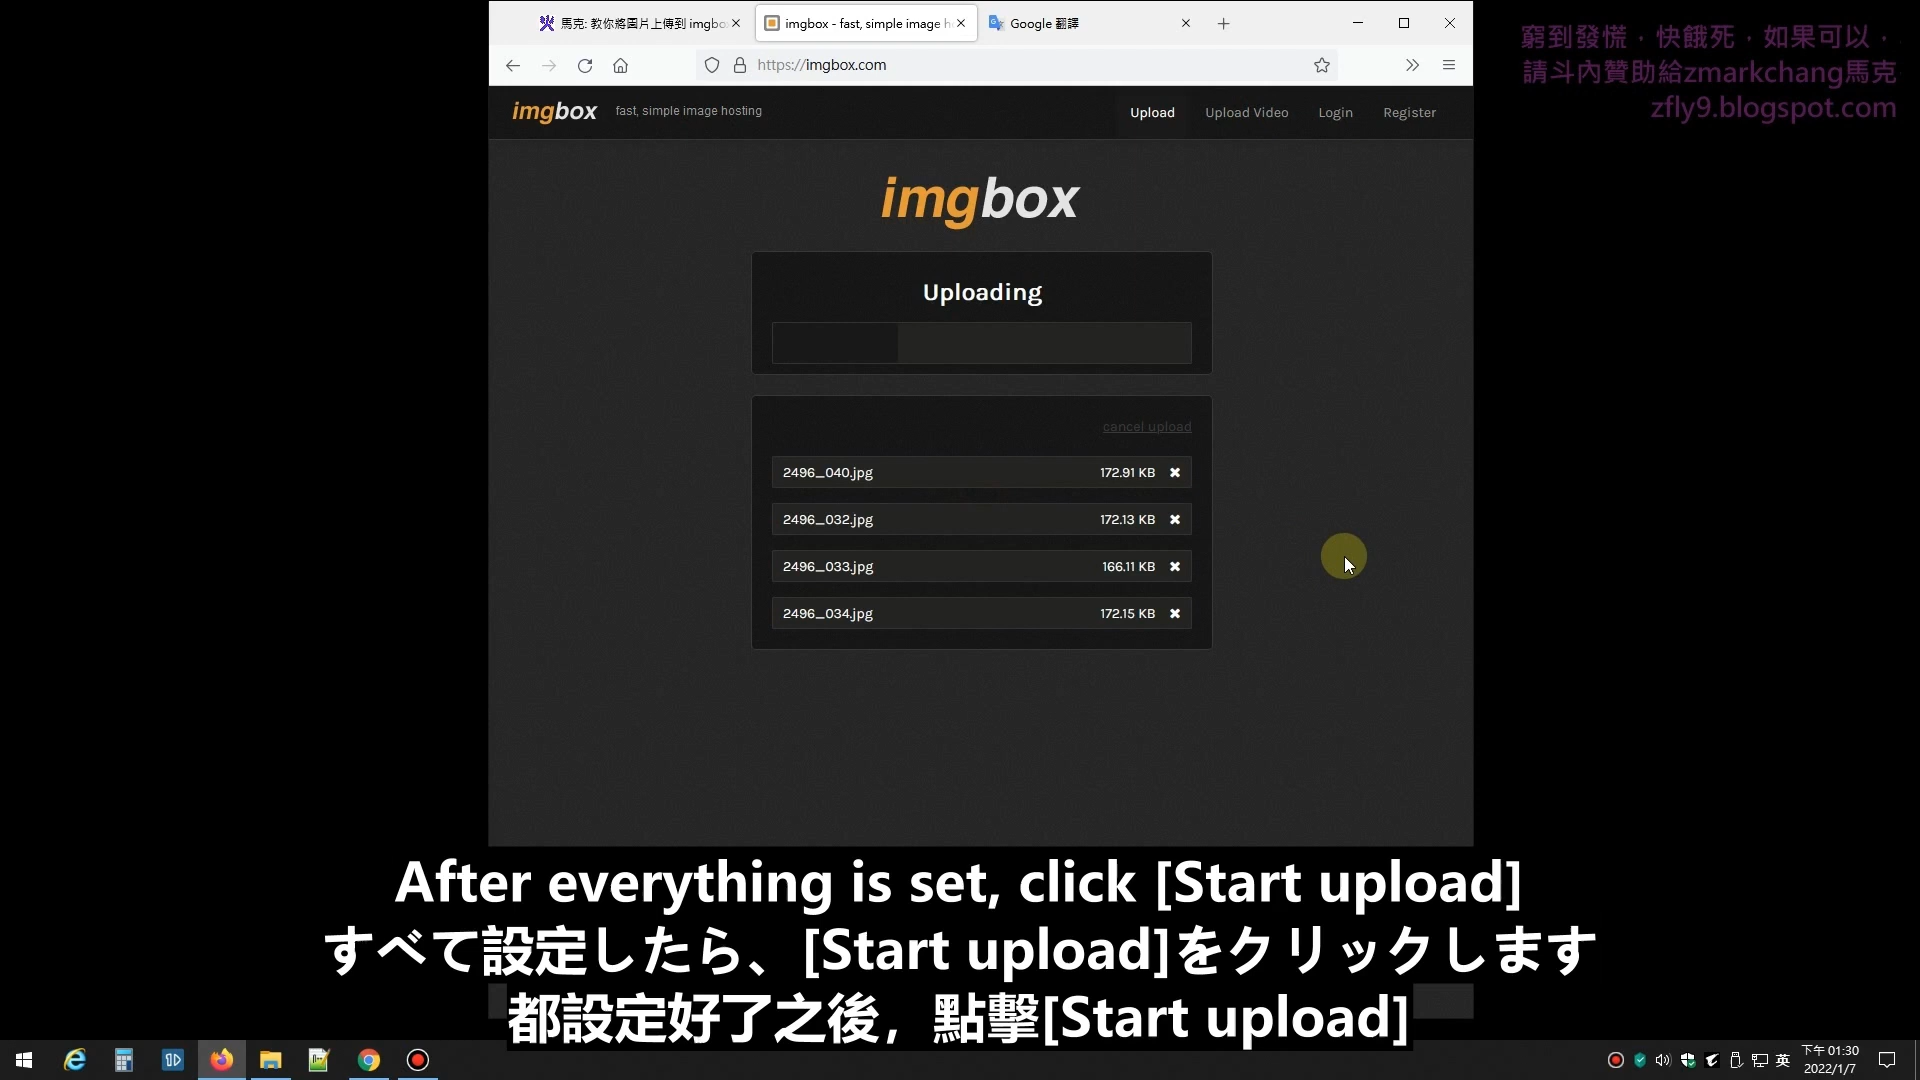 馬克: 教你將圖片上傳到 imgbo
imgbox - fast, simple image h
Google 翻譯
https://imgbox.com
imgbox
fast, simple image hosting
Upload
Upload Video
Login
Register
imgbox
Uploading
cancel upload
2496_040.jpg 172.91 KB
2496_032.jpg 172.13 KB
2496_033.jpg 166.11 KB
2496_034.jpg 172.15 KB
窮到發慌，快餓死，如果可以，
請斗內贊助給zmarkchang馬克
zfly9.blogspot.com
After everything is set, click [Start upload]
すべて設定したら、[Start upload]をクリックします
都設定好了之後，點擊[Start upload]
英
下午 01:30
2022/1/7